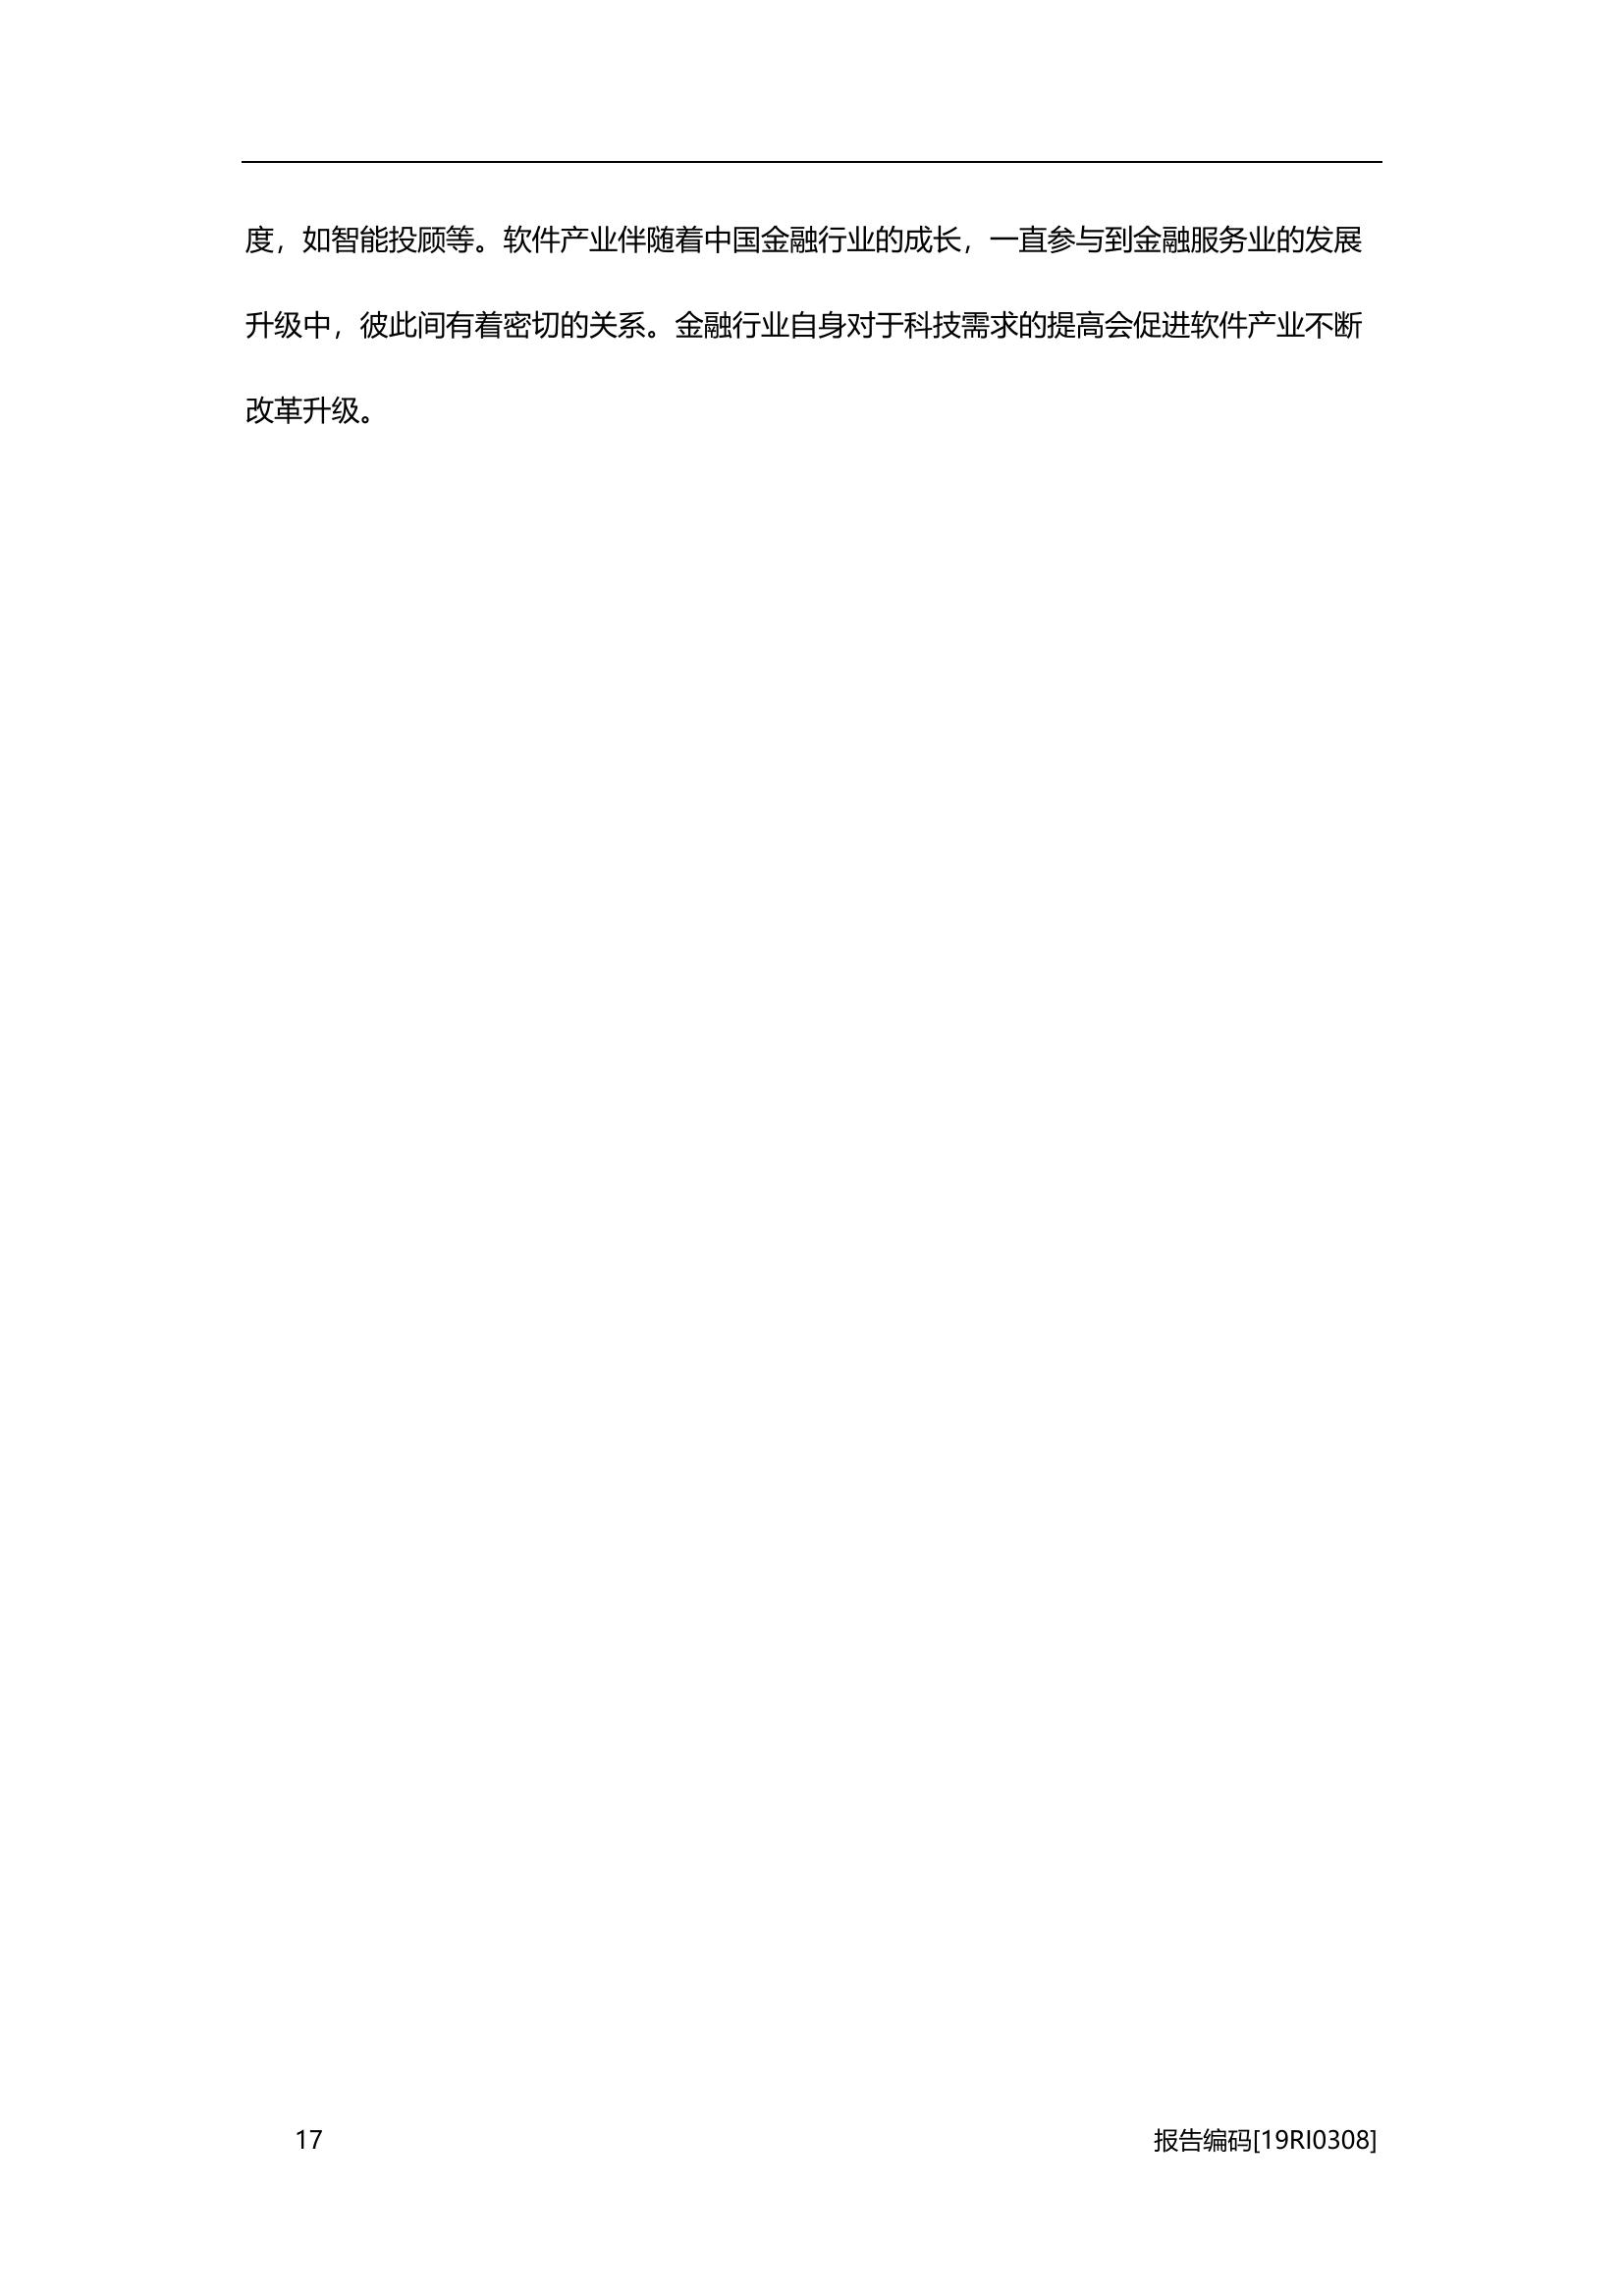 度，如智能投顾等。软件产业伴随着中国金融行业的成长，一直参与到金融服务业的发展
升级中，彼此间有着密切的关系。金融行业自身对于科技需求的提高会促进软件产业不断
改革升级。
17
报告编码[19RI0308]